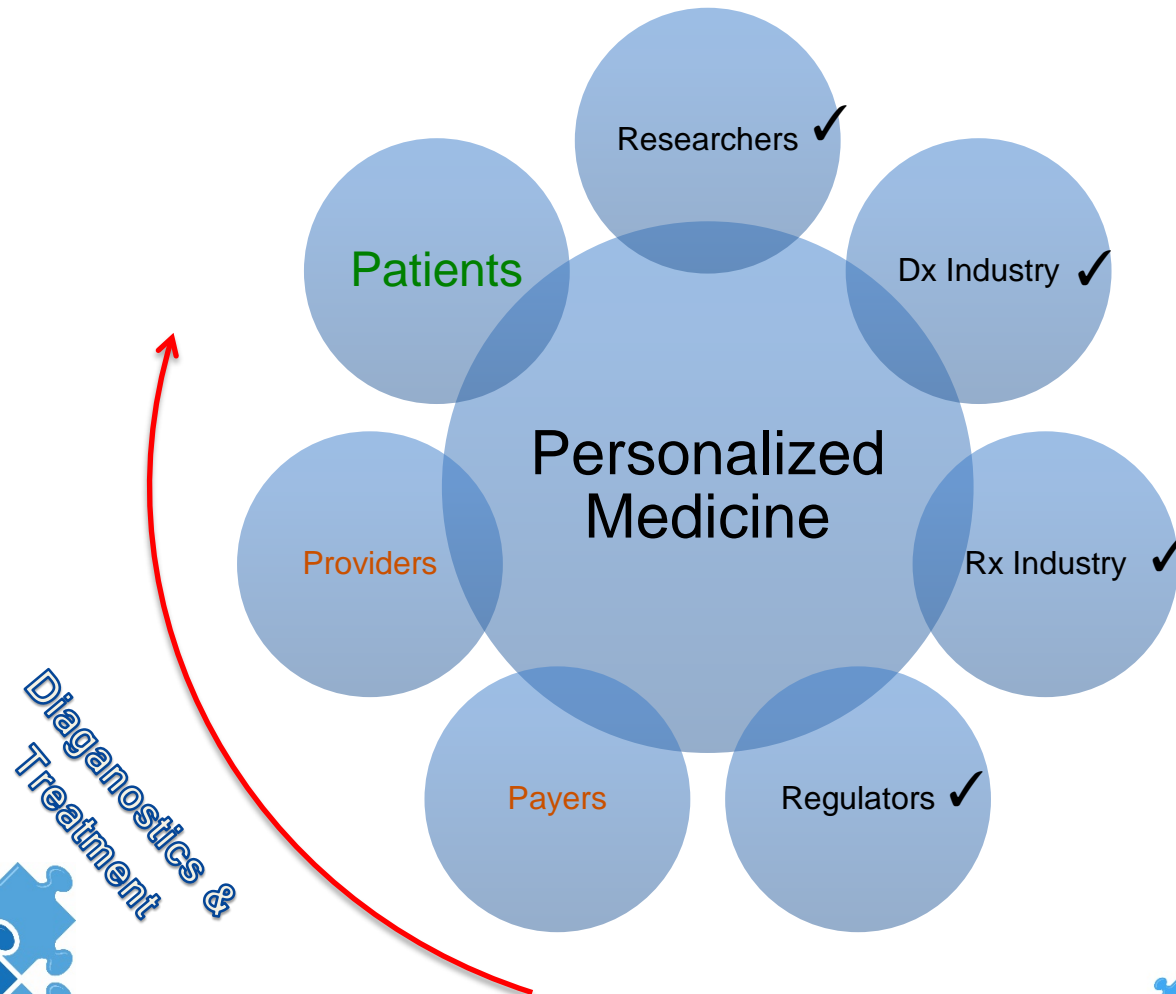 Researchers ✓
Patients
Dx Industry ✓
Personalized
Medicine
Providers
Rx Industry ✓
Payers
Regulators ✓
Diaganostics &
Treatment